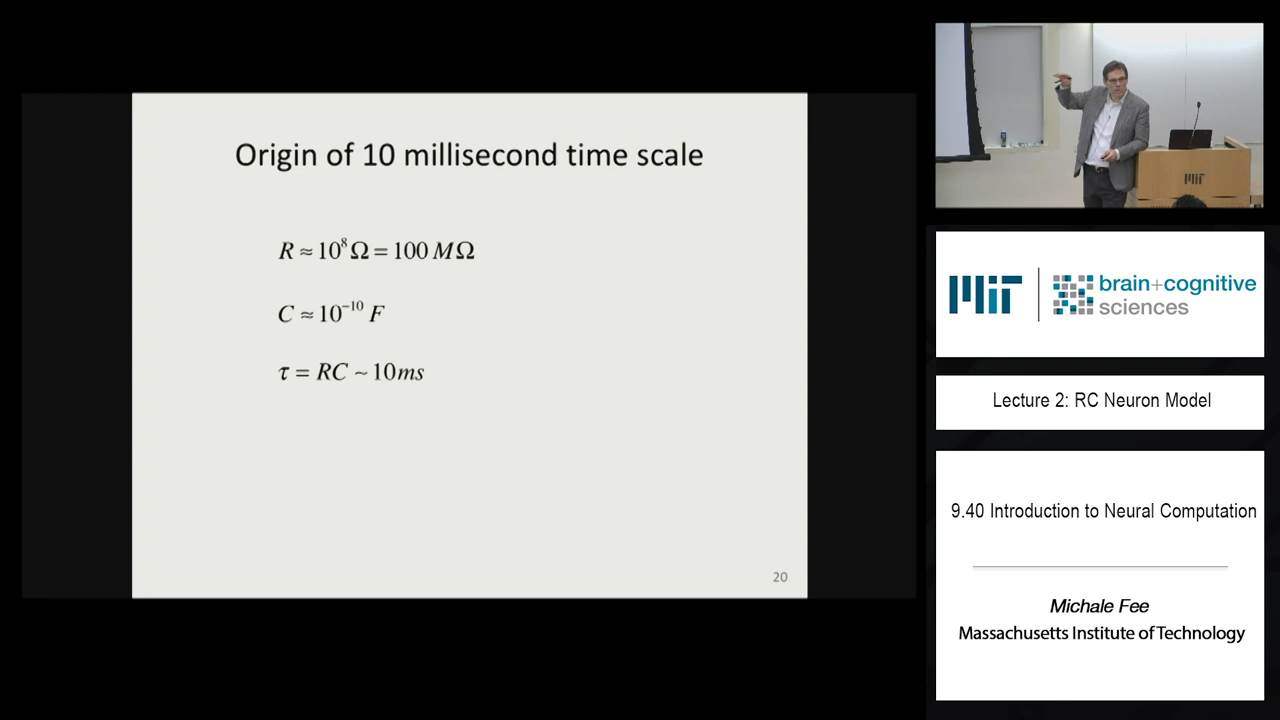 Origin of 10 millisecond time scale
R ≈ 10⁸ Ω = 100 MΩ
C ≈ 10⁻¹⁰ F
τ = RC ~ 10ms
20
MIT
MIT
brain+cognitive
sciences
Lecture 2: RC Neuron Model
9.40 Introduction to Neural Computation
Michale Fee
Massachusetts Institute of Technology